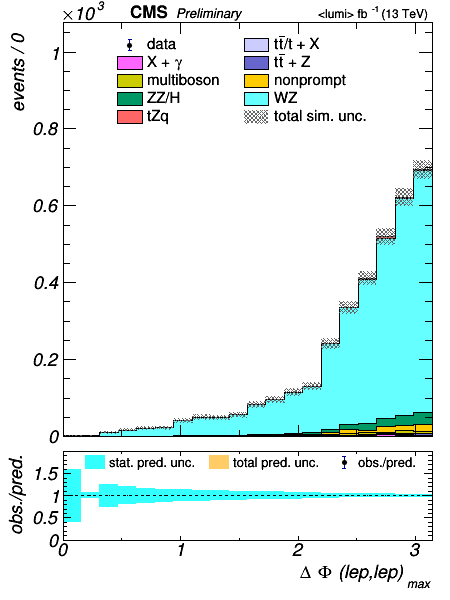 ×10³ CMS Preliminary <lumi> fb⁻¹ (13 TeV)
events / 0
1
0.8
0.6
0.4
0.2
0
data
X + γ
multiboson
ZZ/H
tZq
tt̄/t + X
tt̄ + Z
nonprompt
WZ
total sim. unc.
obs./pred.
1.5
1
0.5
0
stat. pred. unc. total pred. unc. obs./pred.
0 1 2 3
Δ Φ (lep,lep) max